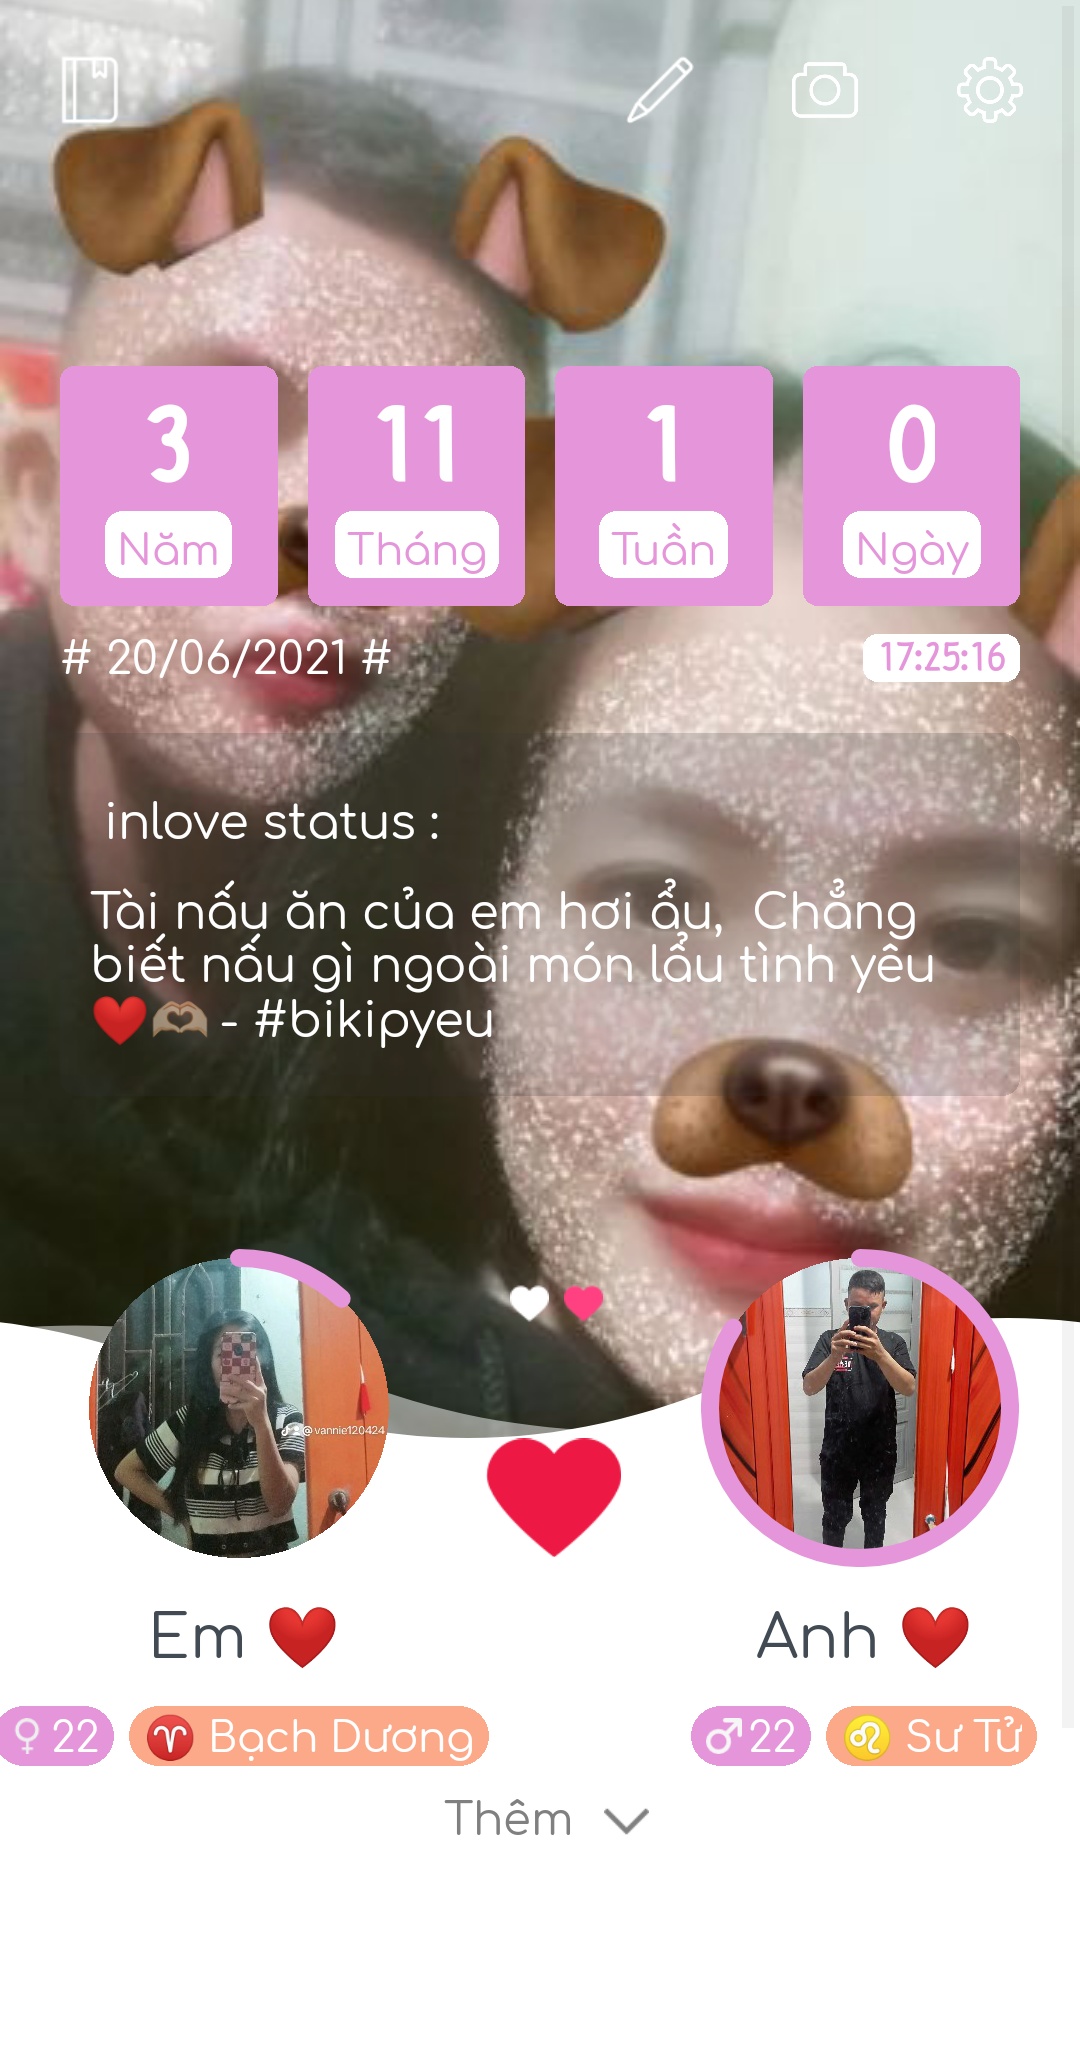 3 11 1 0
Năm Tháng Tuần Ngày
# 20/06/2021 # 17:25:16
inlove status :
Tài nấu ăn của em hơi ẩu, Chẳng
biết nấu gì ngoài món lẩu tình yêu
❤️🫶🏽 - #bikipyeu
@vannie120424
Em ❤️ Anh ❤️
♀ 22 ♈ Bạch Dương ♂22 ♌ Sư Tử
Thêm